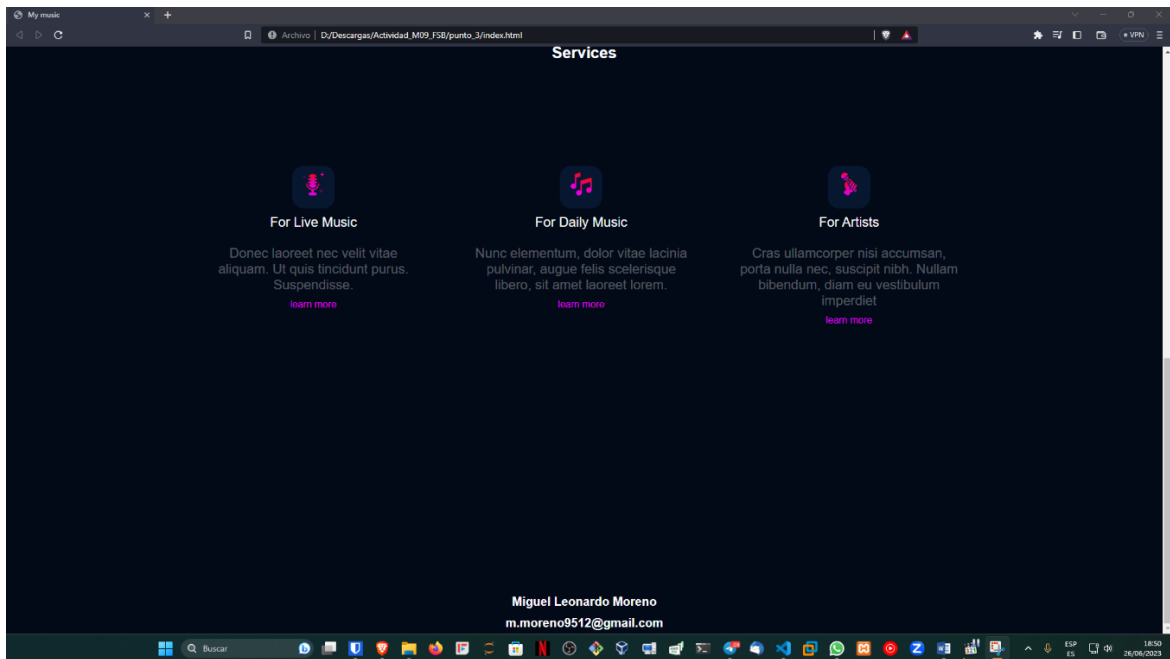 My music
Archivo | D:/Descargas/Actividad_M09_FSB/punto_3/index.html
VPN
Services
For Live Music
For Daily Music
For Artists
Donec laoreet nec velit vitae
aliquam. Ut quis tincidunt purus.
Suspendisse.
learn more
Nunc elementum, dolor vitae lacinia
pulvinar, augue felis scelerisque
libero, sit amet laoreet lorem.
learn more
Cras ullamcorper nisi accumsan,
porta nulla nec, suscipit nibh. Nullam
bibendum, diam eu vestibulum
imperdiet
learn more
Miguel Leonardo Moreno
m.moreno9512@gmail.com
Buscar
ESP
ES
18:50
26/06/2023